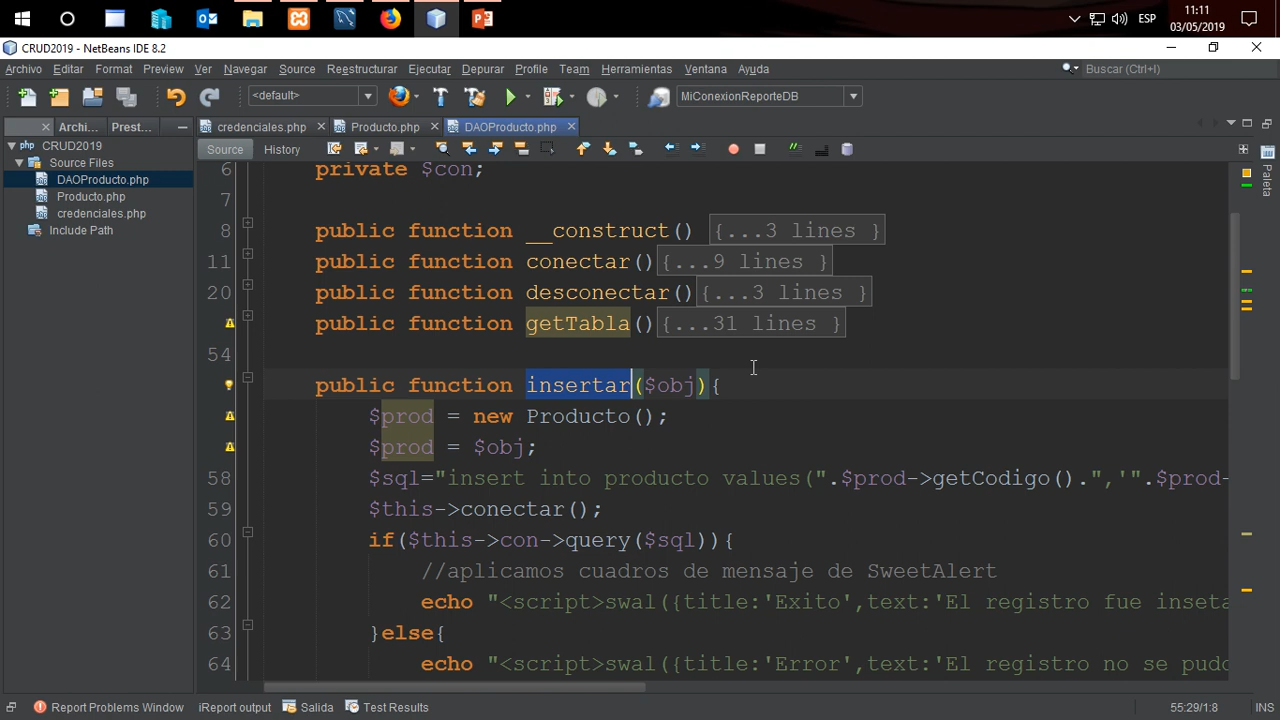 ESP
11:11
03/05/2019
CRUD2019 - NetBeans IDE 8.2
Archivo Editar Format Preview Ver Navegar Source Reestructurar Ejecutar Depurar Profile Team Herramientas Ventana Ayuda
Buscar (Ctrl+I)
<default>
MiConexionReporteDB
Archi... Prest...
credenciales.php Producto.php DAOProducto.php
Source History
Paleta
CRUD2019
Source Files
DAOProducto.php
Producto.php
credenciales.php
Include Path
6 private $con;
7
8 public function __construct() {...3 lines }
11 public function conectar(){...9 lines }
20 public function desconectar(){...3 lines }
public function getTabla(){...31 lines }
54
public function insertar($obj){
$prod = new Producto();
$prod = $obj;
58 $sql="insert into producto values(".$prod->getCodigo().",'".$prod-
59 $this->conectar();
60 if($this->con->query($sql)){
61 //aplicamos cuadros de mensaje de SweetAlert
62 echo "<script>swal({title:'Exito',text:'El registro fue inseta
63 }else{
64 echo "<script>swal({title:'Error',text:'El registro no se pudo
Report Problems Window iReport output Salida Test Results
55:29/1:8 INS